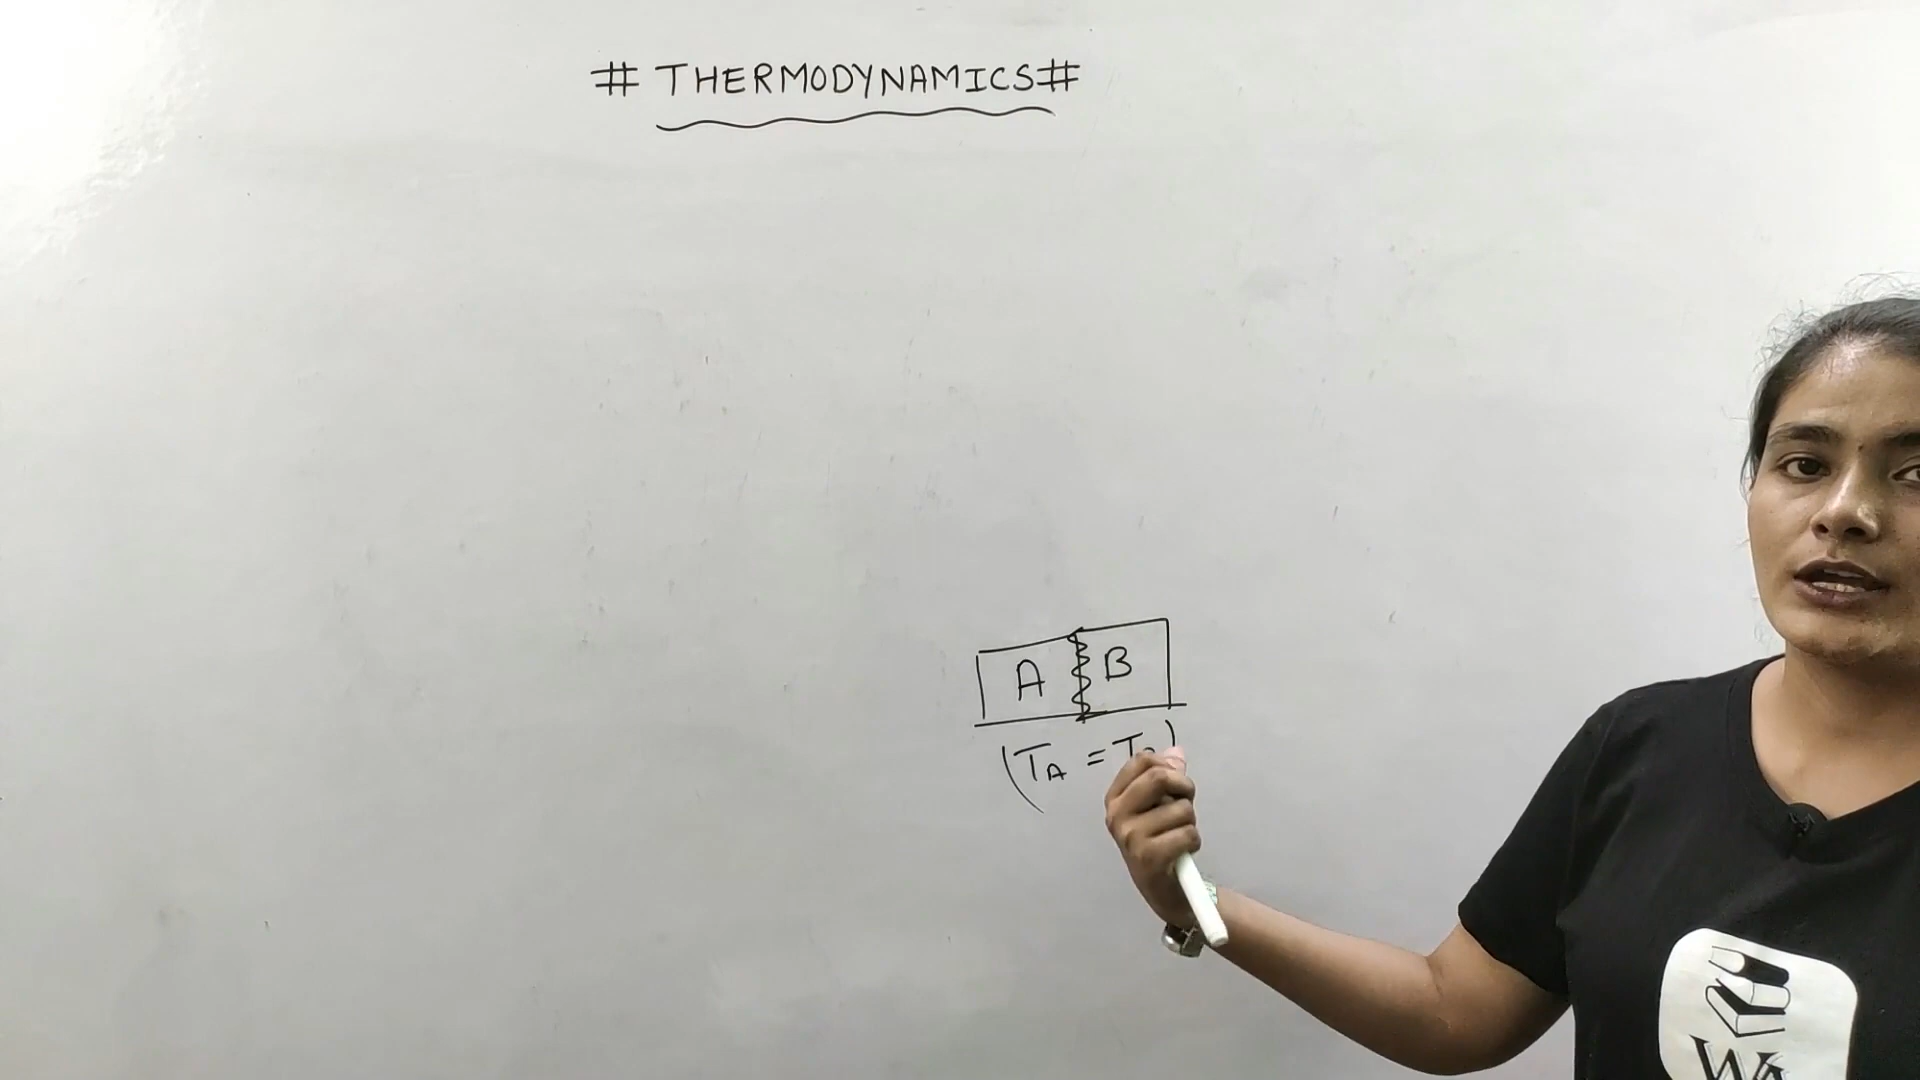 # THERMODYNAMICS #
A B
(TA = T